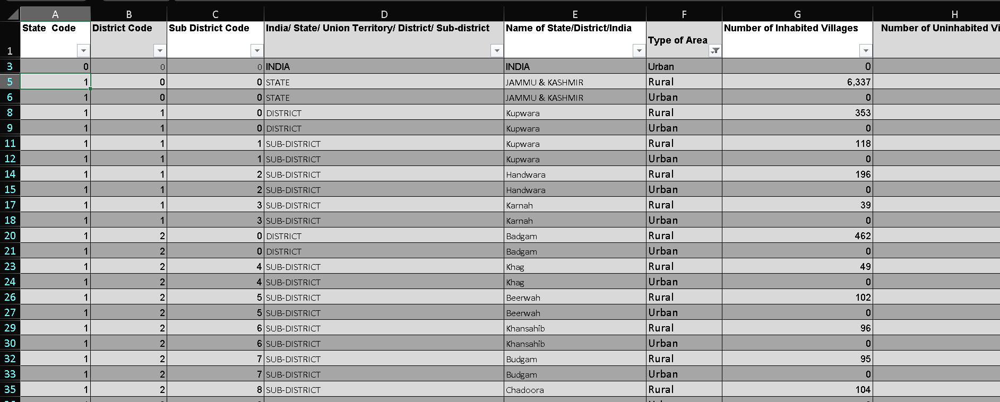 A B C D E F G H
1 State  Code District Code Sub District Code India/ State/ Union Territory/ District/ Sub-district Name of State/District/India Type of Area Number of Inhabited Villages Number of Uninhabited Vi
3 0 0 0 INDIA INDIA Urban 0
5 1 0 0 STATE JAMMU & KASHMIR Rural 6,337
6 1 0 0 STATE JAMMU & KASHMIR Urban 0
8 1 1 0 DISTRICT Kupwara Rural 353
9 1 1 0 DISTRICT Kupwara Urban 0
11 1 1 1 SUB-DISTRICT Kupwara Rural 118
12 1 1 1 SUB-DISTRICT Kupwara Urban 0
14 1 1 2 SUB-DISTRICT Handwara Rural 196
15 1 1 2 SUB-DISTRICT Handwara Urban 0
17 1 1 3 SUB-DISTRICT Karnah Rural 39
18 1 1 3 SUB-DISTRICT Karnah Urban 0
20 1 2 0 DISTRICT Badgam Rural 462
21 1 2 0 DISTRICT Badgam Urban 0
23 1 2 4 SUB-DISTRICT Khag Rural 49
24 1 2 4 SUB-DISTRICT Khag Urban 0
26 1 2 5 SUB-DISTRICT Beerwah Rural 102
27 1 2 5 SUB-DISTRICT Beerwah Urban 0
29 1 2 6 SUB-DISTRICT Khansahib Rural 96
30 1 2 6 SUB-DISTRICT Khansahib Urban 0
32 1 2 7 SUB-DISTRICT Budgam Rural 95
33 1 2 7 SUB-DISTRICT Budgam Urban 0
35 1 2 8 SUB-DISTRICT Chadoora Rural 104